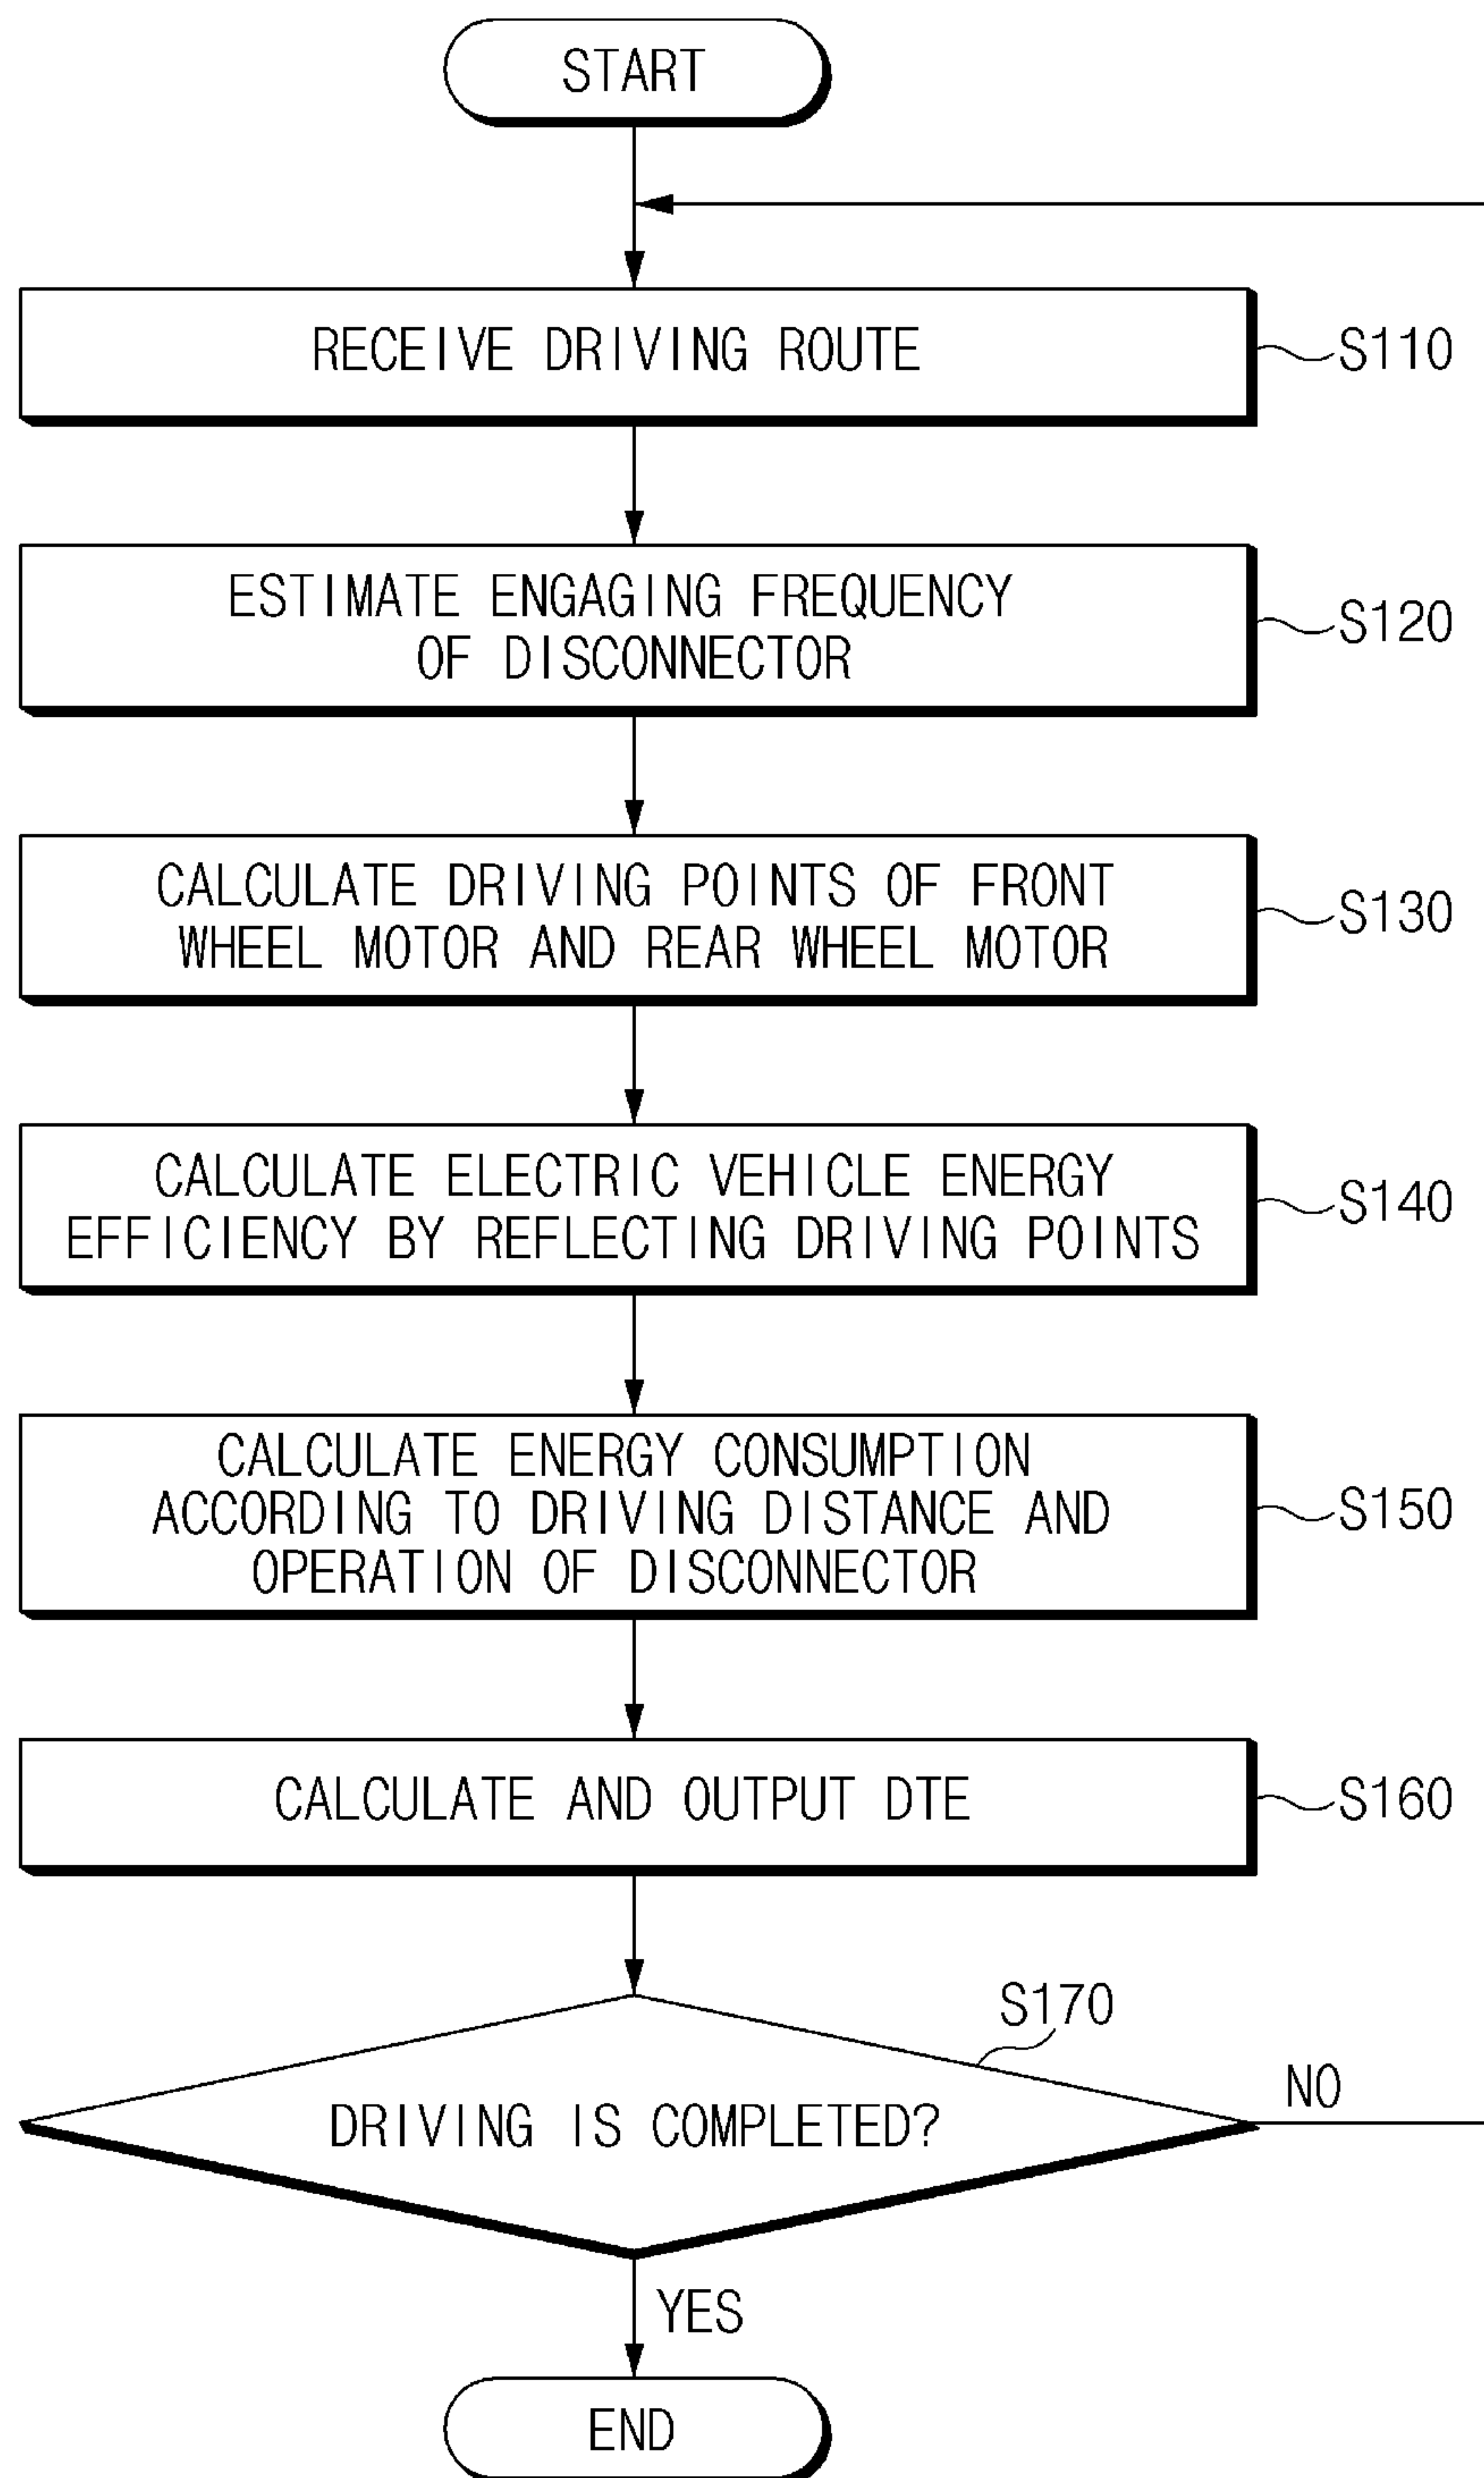 START
RECEIVE DRIVING ROUTE
S110
ESTIMATE ENGAGING FREQUENCY
OF DISCONNECTOR
S120
CALCULATE DRIVING POINTS OF FRONT
WHEEL MOTOR AND REAR WHEEL MOTOR
S130
CALCULATE ELECTRIC VEHICLE ENERGY
EFFICIENCY BY REFLECTING DRIVING POINTS
S140
CALCULATE ENERGY CONSUMPTION
ACCORDING TO DRIVING DISTANCE AND
OPERATION OF DISCONNECTOR
S150
CALCULATE AND OUTPUT DTE
S160
S170
DRIVING IS COMPLETED?
NO
YES
END